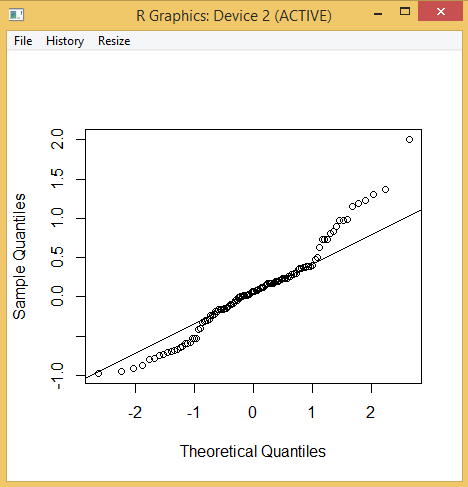 R Graphics: Device 2 (ACTIVE)
File History Resize
2.0
1.5
1.0
0.5
0.0
-1.0
Sample Quantiles
-2 -1 0 1 2
Theoretical Quantiles